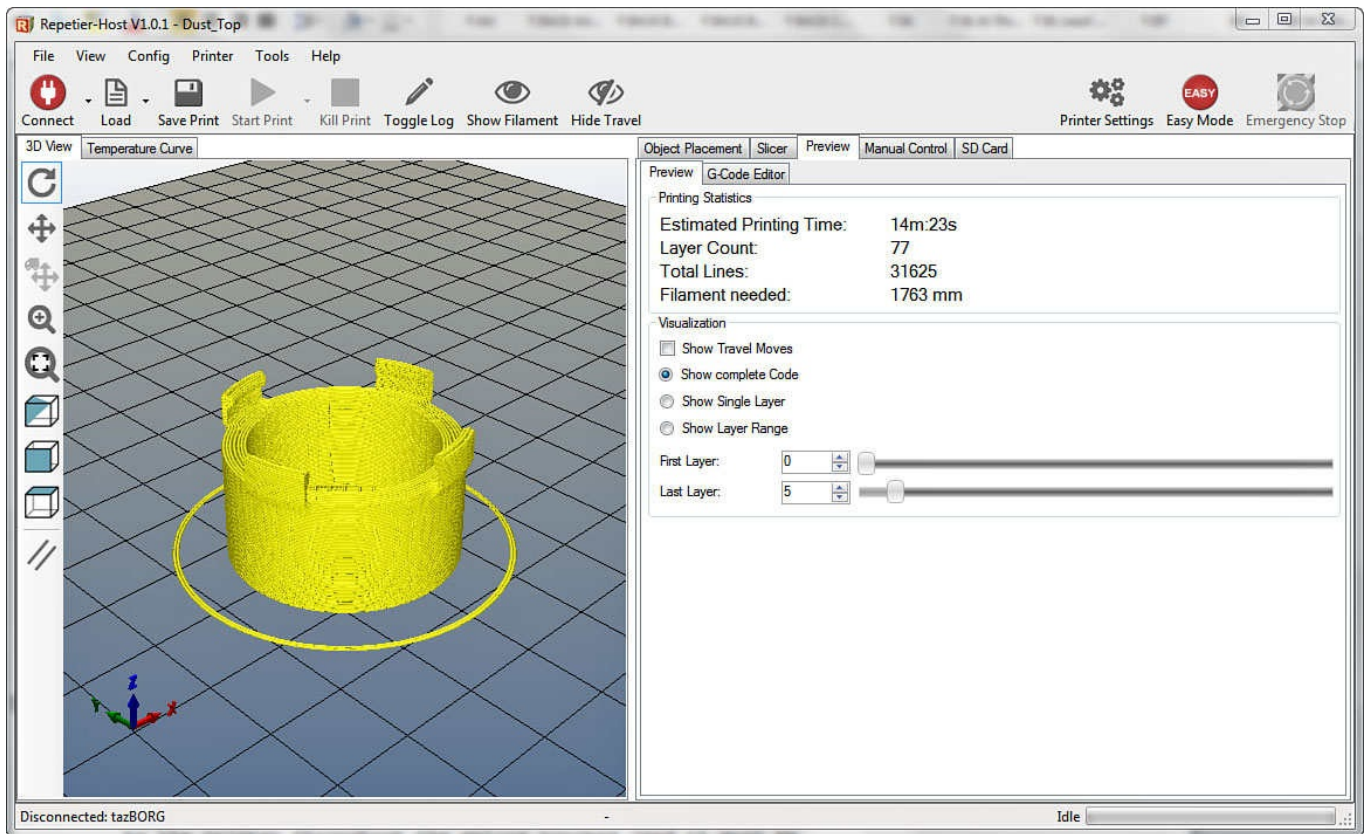 Repetier-Host V1.0.1 - Dust_Top
File View Config Printer Tools Help
Connect Load Save Print Start Print Kill Print Toggle Log Show Filament Hide Travel Printer Settings EASY Easy Mode Emergency Stop
3D View Temperature Curve Object Placement Slicer Preview Manual Control SD Card
Preview G-Code Editor
Printing Statistics
Estimated Printing Time: 14m:23s
Layer Count: 77
Total Lines: 31625
Filament needed: 1763 mm
Visualization
Show Travel Moves
Show complete Code
Show Single Layer
Show Layer Range
First Layer: 0
Last Layer: 5
Z
Y X
Disconnected: tazBORG - Idle